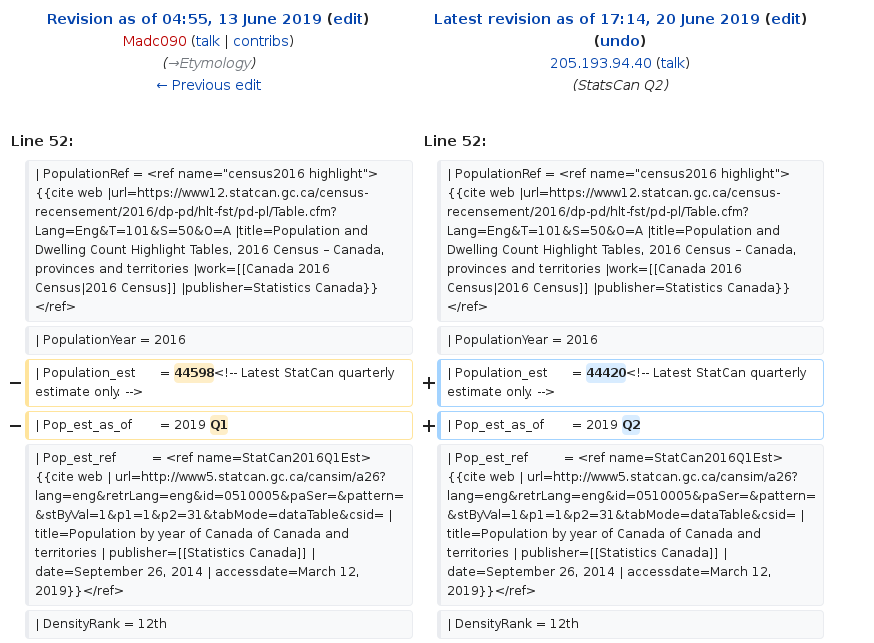 Revision as of 04:55, 13 June 2019 (edit)
Madc090 (talk | contribs)
(→Etymology)
← Previous edit
Latest revision as of 17:14, 20 June 2019 (edit)
(undo)
205.193.94.40 (talk)
(StatsCan Q2)
Line 52:
Line 52:
| PopulationRef = <ref name="census2016 highlight">
{{cite web |url=https://www12.statcan.gc.ca/census-
recensement/2016/dp-pd/hlt-fst/pd-pl/Table.cfm?
Lang=Eng&T=101&S=50&O=A |title=Population and
Dwelling Count Highlight Tables, 2016 Census – Canada,
provinces and territories |work=[[Canada 2016
Census|2016 Census]] |publisher=Statistics Canada}}
</ref>
| PopulationRef = <ref name="census2016 highlight">
{{cite web |url=https://www12.statcan.gc.ca/census-
recensement/2016/dp-pd/hlt-fst/pd-pl/Table.cfm?
Lang=Eng&T=101&S=50&O=A |title=Population and
Dwelling Count Highlight Tables, 2016 Census – Canada,
provinces and territories |work=[[Canada 2016
Census|2016 Census]] |publisher=Statistics Canada}}
</ref>
| PopulationYear = 2016
| PopulationYear = 2016
− | Population_est = 44598<!-- Latest StatCan quarterly
estimate only. -->
+ | Population_est = 44420<!-- Latest StatCan quarterly
estimate only. -->
− | Pop_est_as_of = 2019 Q1
+ | Pop_est_as_of = 2019 Q2
| Pop_est_ref = <ref name=StatCan2016Q1Est>
{{cite web | url=http://www5.statcan.gc.ca/cansim/a26?
lang=eng&retrLang=eng&id=0510005&paSer=&pattern=
&stByVal=1&p1=1&p2=31&tabMode=dataTable&csid= |
title=Population by year of Canada of Canada and
territories | publisher=[[Statistics Canada]] |
date=September 26, 2014 | accessdate=March 12,
2019}}</ref>
| Pop_est_ref = <ref name=StatCan2016Q1Est>
{{cite web | url=http://www5.statcan.gc.ca/cansim/a26?
lang=eng&retrLang=eng&id=0510005&paSer=&pattern=
&stByVal=1&p1=1&p2=31&tabMode=dataTable&csid= |
title=Population by year of Canada of Canada and
territories | publisher=[[Statistics Canada]] |
date=September 26, 2014 | accessdate=March 12,
2019}}</ref>
| DensityRank = 12th
| DensityRank = 12th